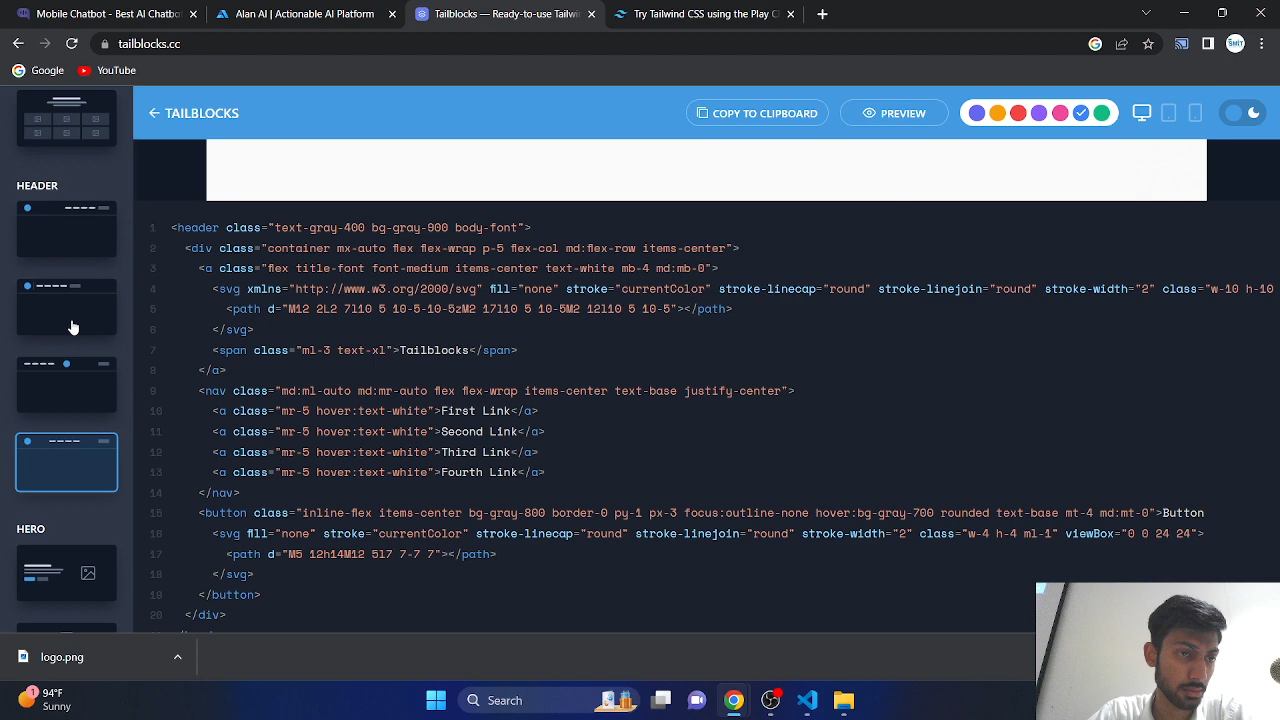 Mobile Chatbot - Best AI Chatbot
Alan AI | Actionable AI Platform
Tailblocks — Ready-to-use Tailwin
Try Tailwind CSS using the Play C
tailblocks.cc
Google
YouTube
TAILBLOCKS
COPY TO CLIPBOARD
PREVIEW
HEADER
HERO
1 <header class="text-gray-400 bg-gray-900 body-font">
2 <div class="container mx-auto flex flex-wrap p-5 flex-col md:flex-row items-center">
3 <a class="flex title-font font-medium items-center text-white mb-4 md:mb-0">
4 <svg xmlns="http://www.w3.org/2000/svg" fill="none" stroke="currentColor" stroke-linecap="round" stroke-linejoin="round" stroke-width="2" class="w-10 h-10
5 <path d="M12 2L2 7l10 5 10-5-10-5zM2 17l10 5 10-5M2 12l10 5 10-5"></path>
6 </svg>
7 <span class="ml-3 text-xl">Tailblocks</span>
8 </a>
9 <nav class="md:ml-auto md:mr-auto flex flex-wrap items-center text-base justify-center">
10 <a class="mr-5 hover:text-white">First Link</a>
11 <a class="mr-5 hover:text-white">Second Link</a>
12 <a class="mr-5 hover:text-white">Third Link</a>
13 <a class="mr-5 hover:text-white">Fourth Link</a>
14 </nav>
15 <button class="inline-flex items-center bg-gray-800 border-0 py-1 px-3 focus:outline-none hover:bg-gray-700 rounded text-base mt-4 md:mt-0">Button
16 <svg fill="none" stroke="currentColor" stroke-linecap="round" stroke-linejoin="round" stroke-width="2" class="w-4 h-4 ml-1" viewBox="0 0 24 24">
17 <path d="M5 12h14M12 5l7 7-7 7"></path>
18 </svg>
19 </button>
20 </div>
logo.png
1
94°F
Sunny
Search